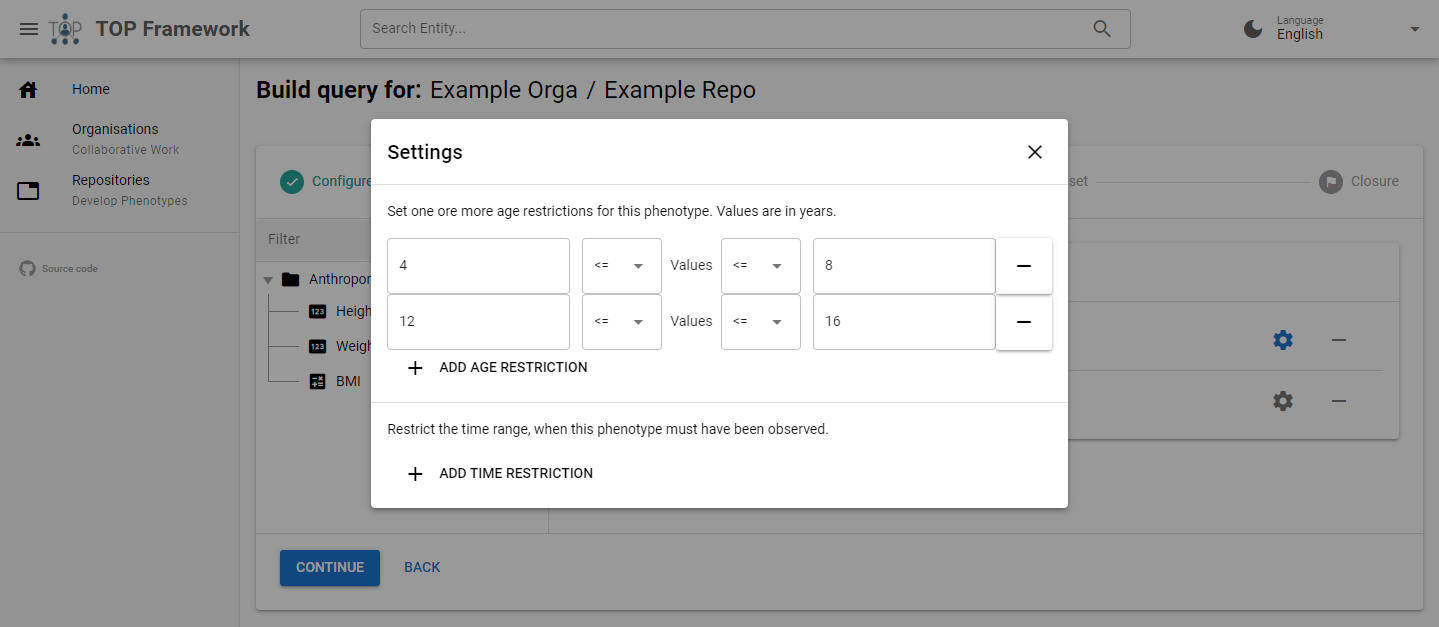 TOP TOP Framework
Search Entity...
Language
English
Home
Organisations
Collaborative Work
Repositories
Develop Phenotypes
Source code
Build query for: Example Orga / Example Repo
Configure
set
Closure
Filter
Anthropor
Heigh
Weigh
BMI
Settings
Set one ore more age restrictions for this phenotype. Values are in years.
4 <= Values <= 8
12 <= Values <= 16
ADD AGE RESTRICTION
Restrict the time range, when this phenotype must have been observed.
ADD TIME RESTRICTION
CONTINUE BACK